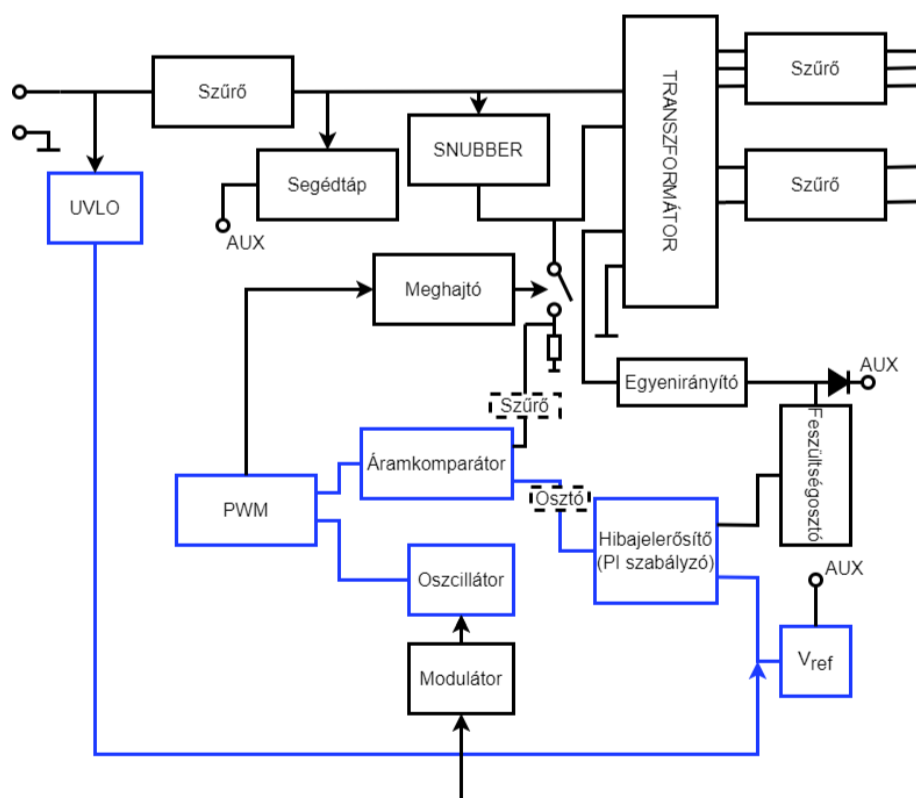 Szűrő
TRANSZFORMÁTOR
Szűrő
SNUBBER
Segédtáp
Szűrő
UVLO
AUX
Meghajtó
Egyenirányító
AUX
Szűrő
Feszültségosztó
Áramkomparátor
Osztó
PWM
Hibajelerősítő
(PI szabályzó)
Oszcillátor
AUX
Modulátor
Vref